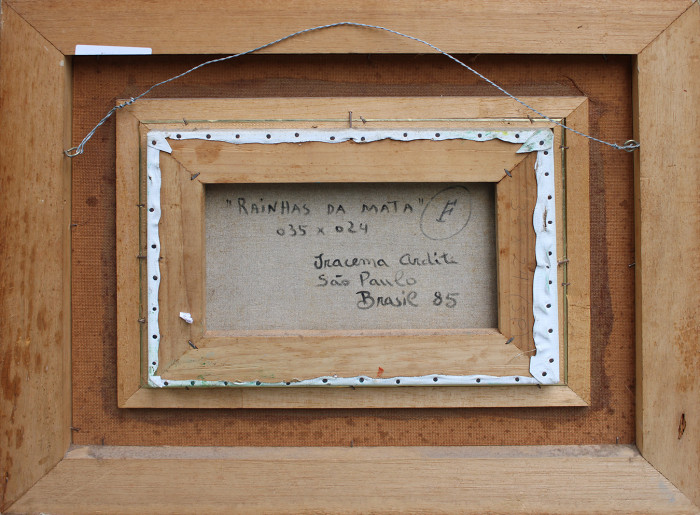 "RAINHAS DA MATA" F
035 x 024
Iracema Arditi
São Paulo
Brasil 85